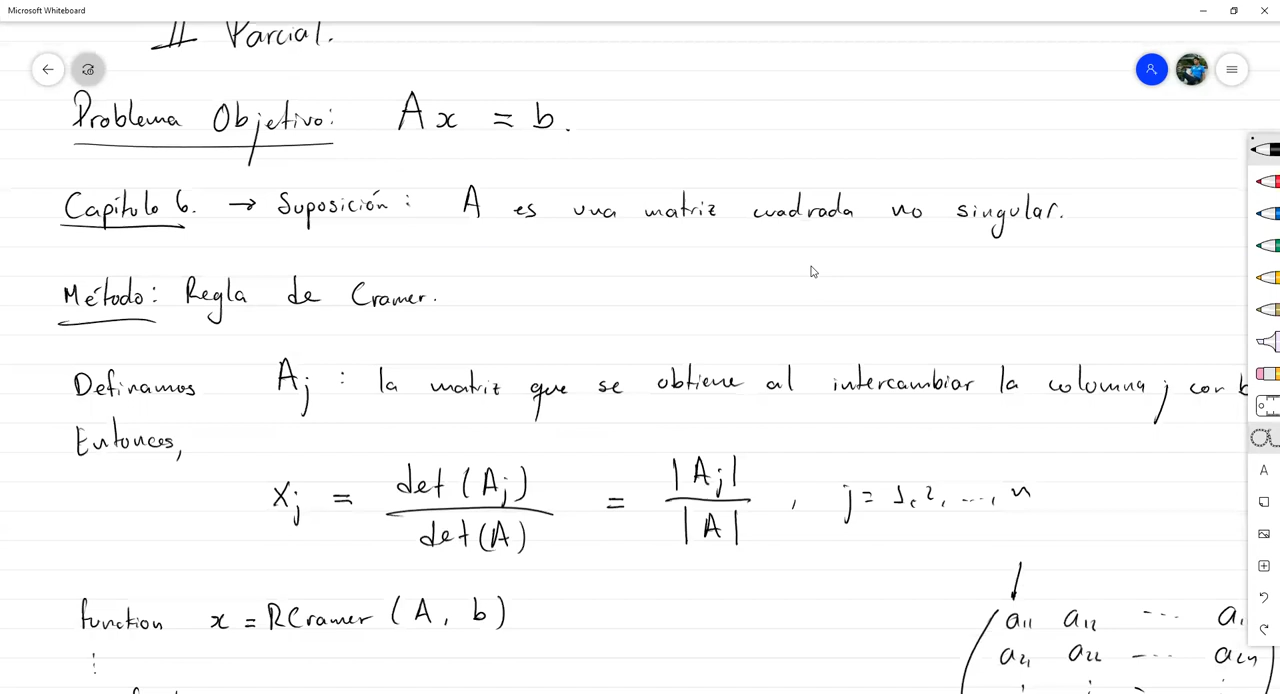 Microsoft Whiteboard
II Parcial.
Problema Objetivo: Ax = b.
Capítulo 6. → Suposición: A es una matriz cuadrada no singular.
Método: Regla de Cramer.
Definamos Aj : la matriz que se obtiene al intercambiar la columna j con b
Entonces,
xj = det(Aj) / det(A) = |Aj| / |A| , j = 1, 2, ..., n
function x = RCramer (A, b)
a11 a12 ... a1
⋮
a21 a22 ... a2n